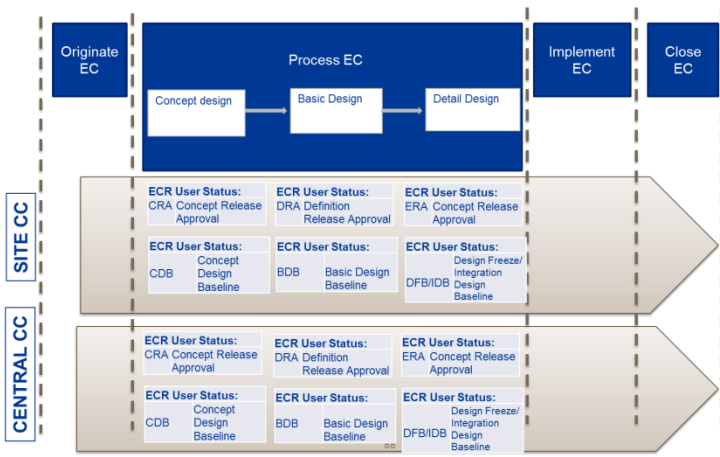 Originate
EC
Process EC
Implement
EC
Close
EC
Concept design
Basic Design
Detail Design
SITE CC
ECR User Status:
CRA Concept Release
Approval
ECR User Status:
DRA Definition
Release Approval
ECR User Status:
ERA Concept Release
Approval
ECR User Status:
CDB
Concept
Design
Baseline
ECR User Status:
BDB
Basic Design
Baseline
ECR User Status:
DFB/IDB
Design Freeze/
Integration
Design
Baseline
CENTRAL CC
ECR User Status:
CRA Concept Release
Approval
ECR User Status:
DRA Definition
Release Approval
ECR User Status:
ERA Concept Release
Approval
ECR User Status:
CDB
Concept
Design
Baseline
ECR User Status:
BDB
Basic Design
Baseline
ECR User Status:
DFB/IDB
Design Freeze/
Integration
Design
Baseline